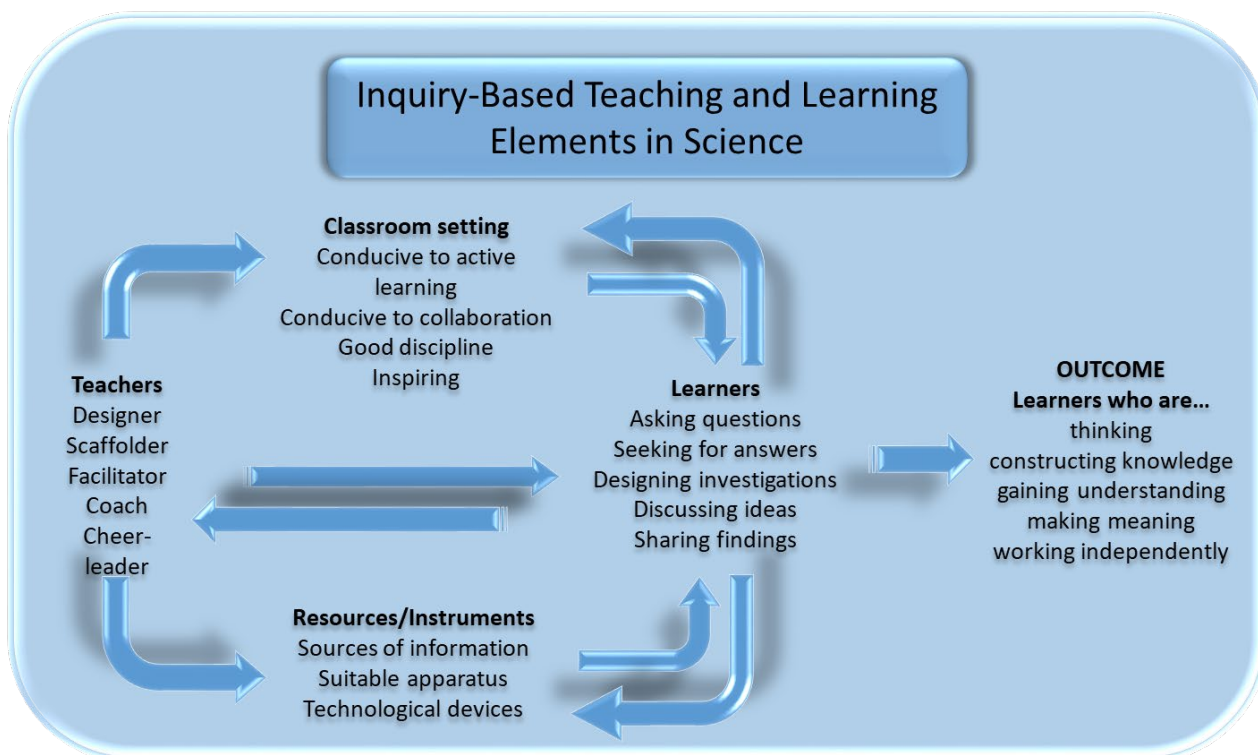 Inquiry-Based Teaching and Learning
Elements in Science
Classroom setting
Conducive to active
learning
Conducive to collaboration
Good discipline
Inspiring
Teachers
Designer
Scaffolder
Facilitator
Coach
Cheer-
leader
Learners
Asking questions
Seeking for answers
Designing investigations
Discussing ideas
Sharing findings
Resources/Instruments
Sources of information
Suitable apparatus
Technological devices
OUTCOME
Learners who are...
thinking
constructing knowledge
gaining understanding
making meaning
working independently